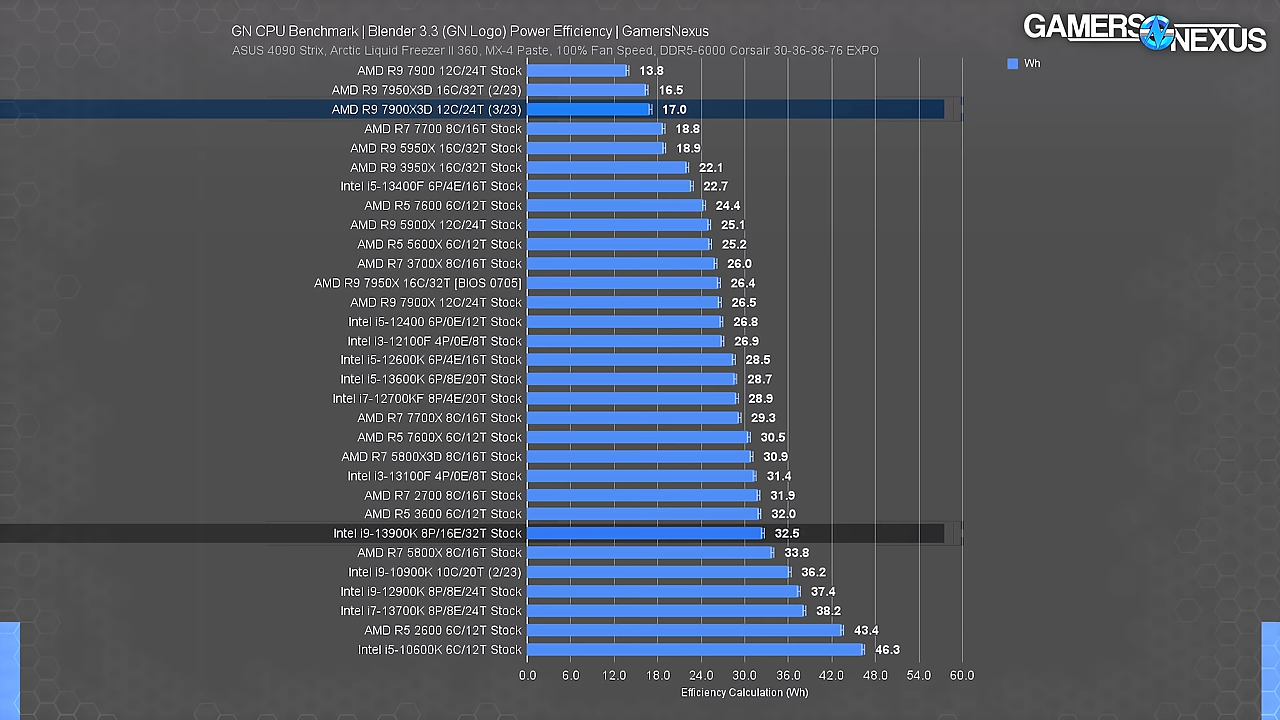 GN CPU Benchmark | Blender 3.3 (GN Logo) Power Efficiency | GamersNexus
GAMERS NEXUS
ASUS 4090 Strix, Arctic Liquid Freezer II 360, MX-4 Paste, 100% Fan Speed, DDR5-6000 Corsair 30-36-36-76 EXPO
Wh
AMD R9 7900 12C/24T Stock 13.8
AMD R9 7950X3D 16C/32T (2/23) 16.5
AMD R9 7900X3D 12C/24T (3/23) 17.0
AMD R7 7700 8C/16T Stock 18.8
AMD R9 5950X 16C/32T Stock 18.9
AMD R9 3950X 16C/32T Stock 22.1
Intel i5-13400F 6P/4E/16T Stock 22.7
AMD R5 7600 6C/12T Stock 24.4
AMD R9 5900X 12C/24T Stock 25.1
AMD R5 5600X 6C/12T Stock 25.2
AMD R7 3700X 8C/16T Stock 26.0
AMD R9 7950X 16C/32T [BIOS 0705] 26.4
AMD R9 7900X 12C/24T Stock 26.5
Intel i5-12400 6P/0E/12T Stock 26.8
Intel i3-12100F 4P/0E/8T Stock 26.9
Intel i5-12600K 6P/4E/16T Stock 28.5
Intel i5-13600K 6P/8E/20T Stock 28.7
Intel i7-12700KF 8P/4E/20T Stock 28.9
AMD R7 7700X 8C/16T Stock 29.3
AMD R5 7600X 6C/12T Stock 30.5
AMD R7 5800X3D 8C/16T Stock 30.9
Intel i3-13100F 4P/0E/8T Stock 31.4
AMD R7 2700 8C/16T Stock 31.9
AMD R5 3600 6C/12T Stock 32.0
Intel i9-13900K 8P/16E/32T Stock 32.5
AMD R7 5800X 8C/16T Stock 33.8
Intel i9-10900K 10C/20T (2/23) 36.2
Intel i9-12900K 8P/8E/24T Stock 37.4
Intel i7-13700K 8P/8E/24T Stock 38.2
AMD R5 2600 6C/12T Stock 43.4
Intel i5-10600K 6C/12T Stock 46.3
0.0 6.0 12.0 18.0 24.0 30.0 36.0 42.0 48.0 54.0 60.0
Efficiency Calculation (Wh)